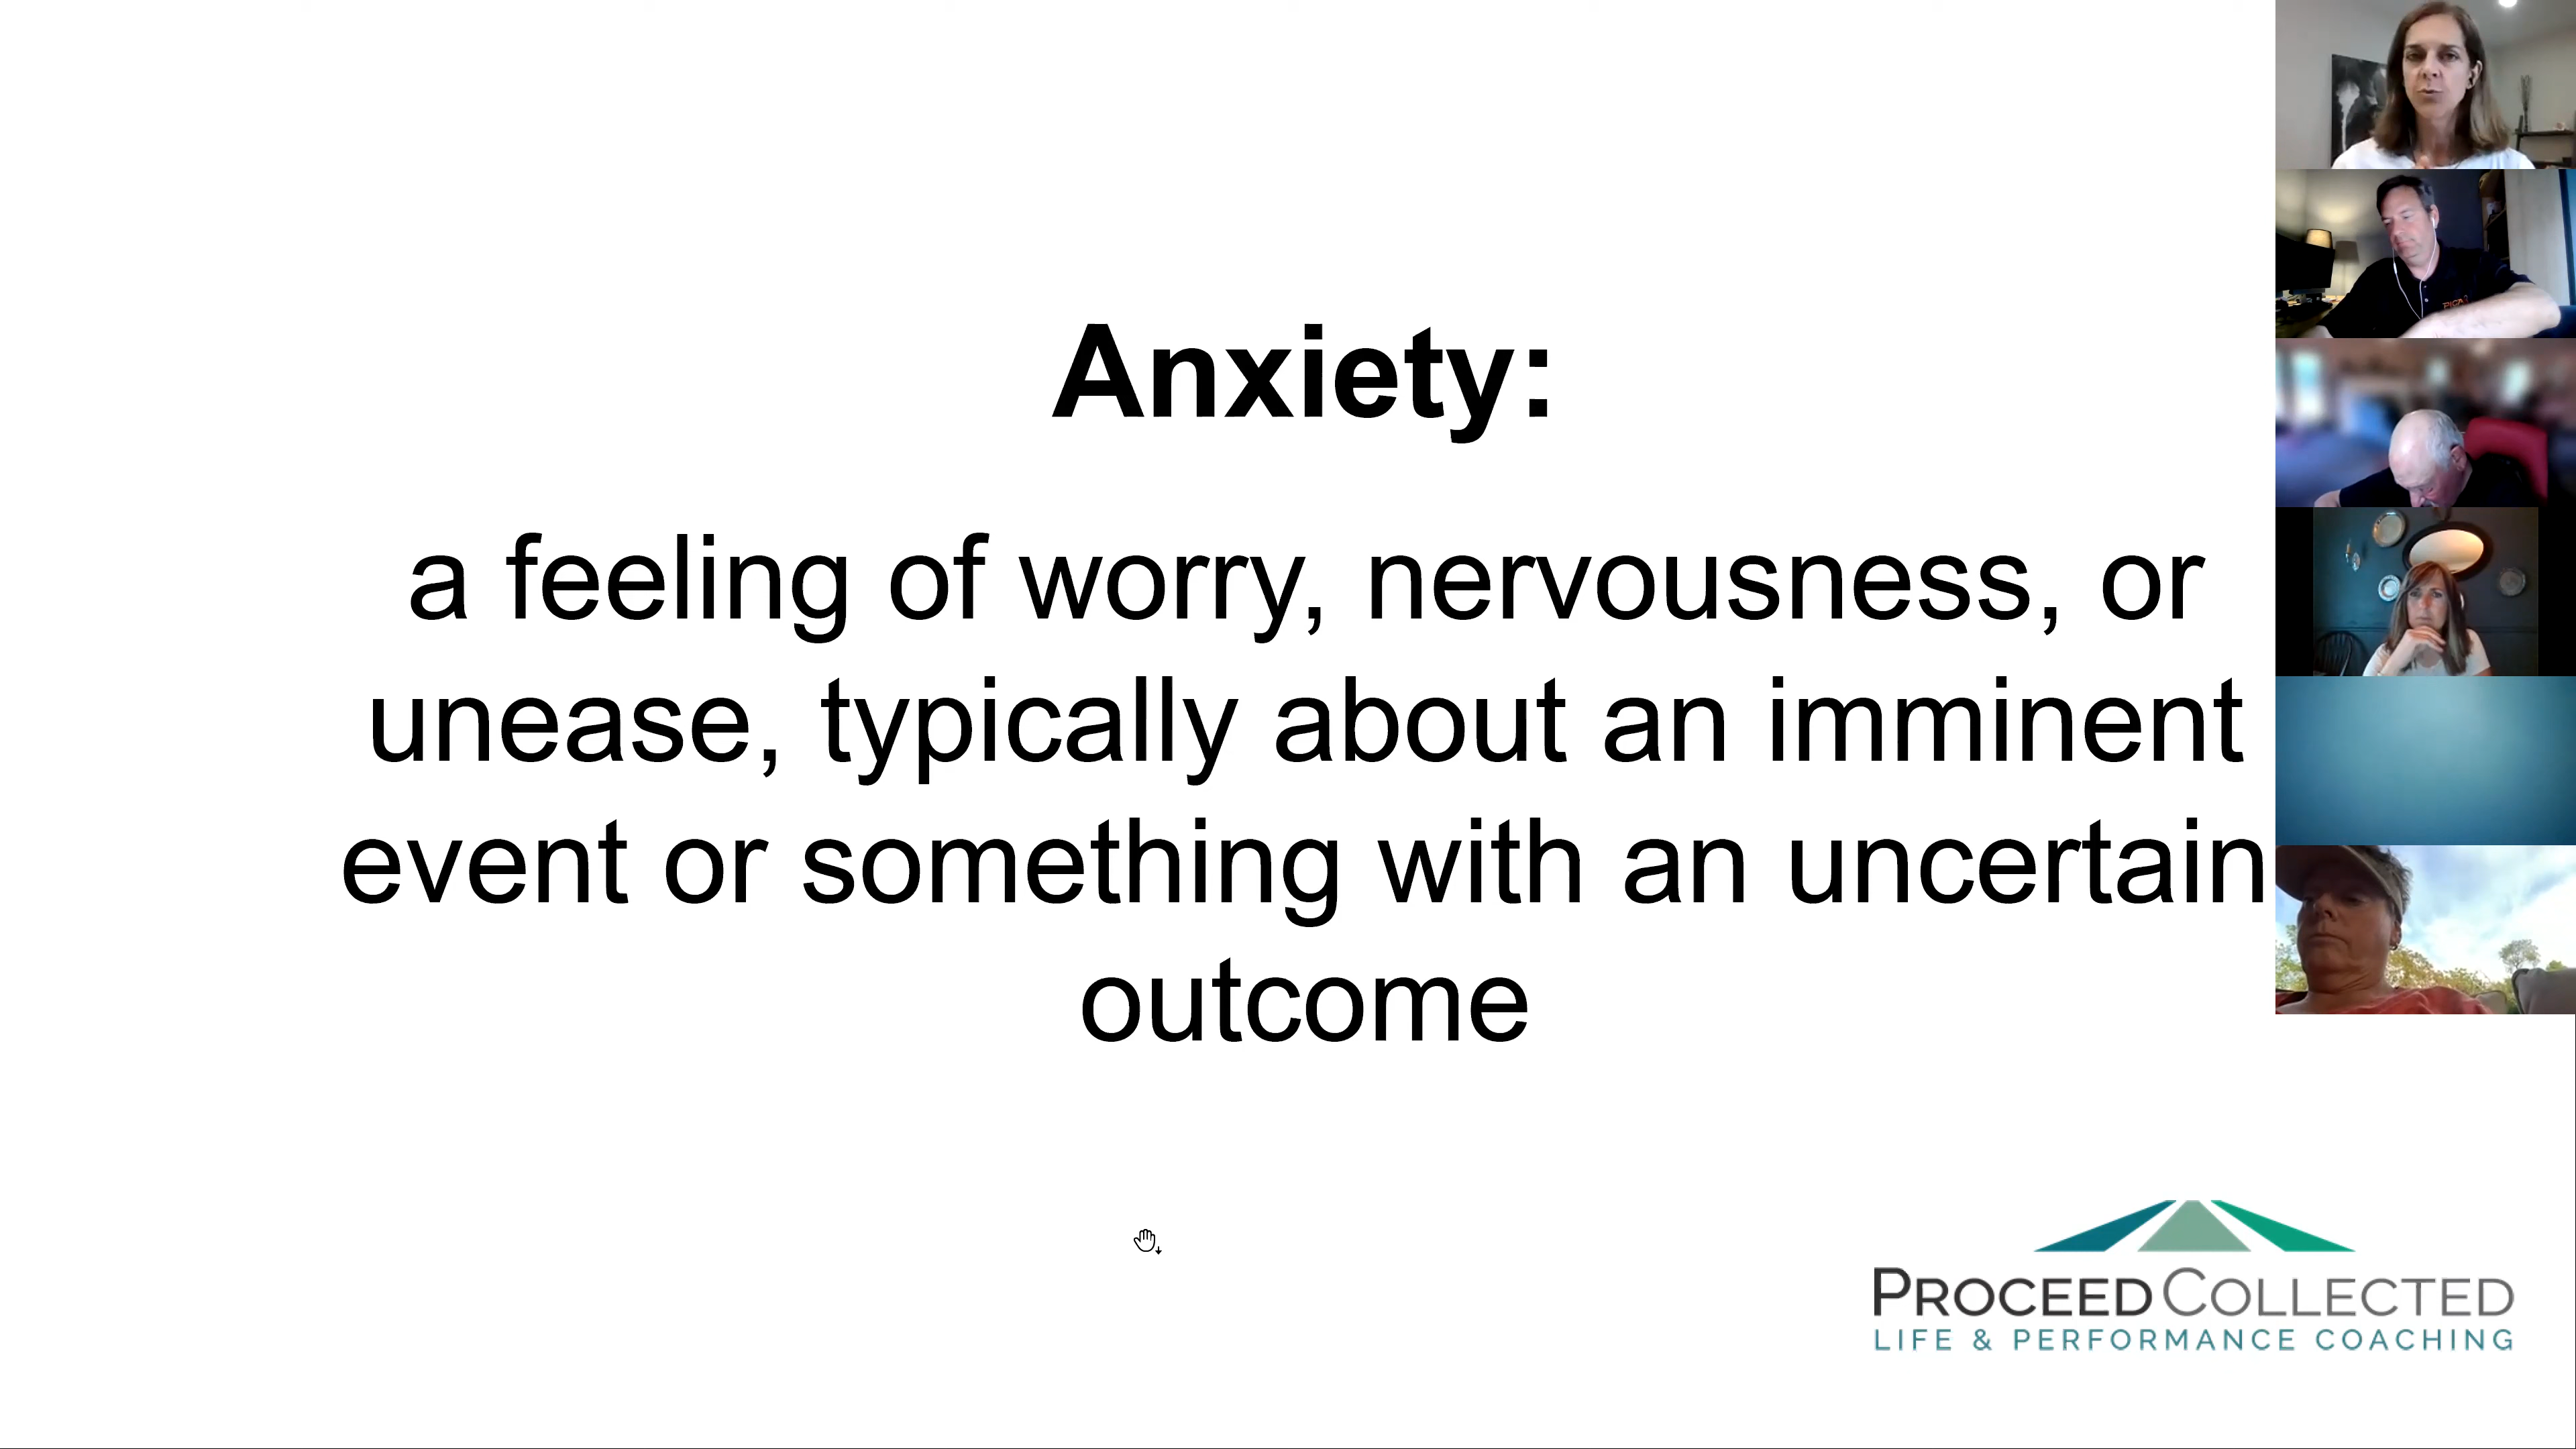 Anxiety:
a feeling of worry, nervousness, or
unease, typically about an imminent
event or something with an uncertain
outcome
PROCEED COLLECTED
LIFE & PERFORMANCE COACHING